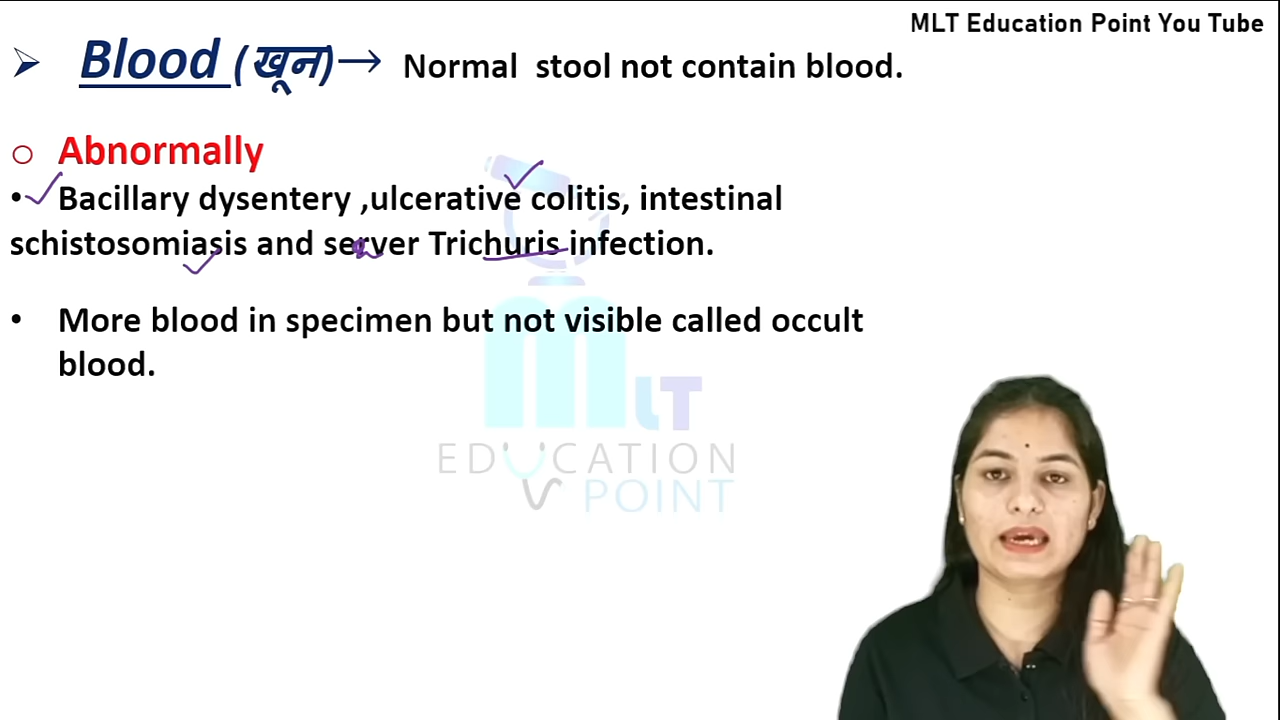 MLT Education Point You Tube
➢ Blood (खून)→ Normal stool not contain blood.
○ Abnormally
• Bacillary dysentery ,ulcerative colitis, intestinal
schistosomiasis and server Trichuris infection.
• More blood in specimen but not visible called occult
blood.
MLT
EDUCATION
POINT